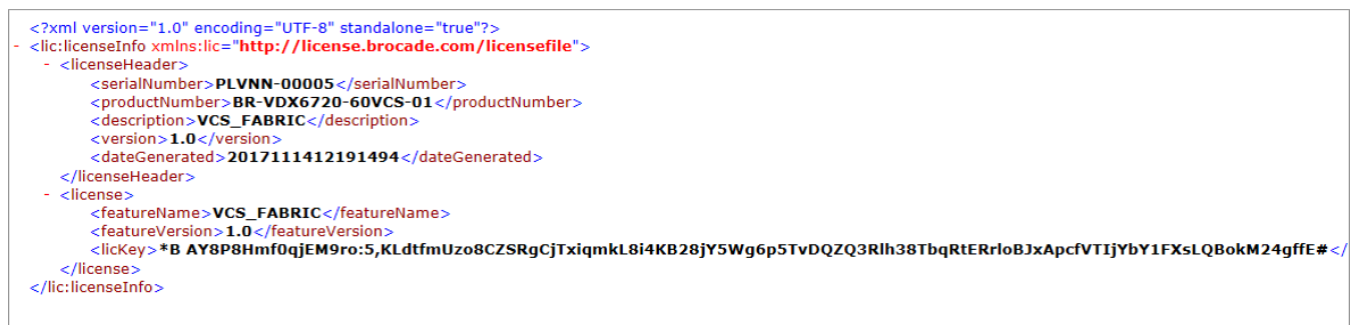 <?xml version="1.0" encoding="UTF-8" standalone="true"?>
- <lic:licenseInfo xmlns:lic="http://license.brocade.com/licensefile">
- <licenseHeader>
<serialNumber>PLVNN-00005</serialNumber>
<productNumber>BR-VDX6720-60VCS-01</productNumber>
<description>VCS_FABRIC</description>
<version>1.0</version>
<dateGenerated>2017111412191494</dateGenerated>
</licenseHeader>
- <license>
<featureName>VCS_FABRIC</featureName>
<featureVersion>1.0</featureVersion>
<licKey>*B AY8P8Hmf0qjEM9ro:5,KLdtfmUzo8CZSRgCjTxiqmkL8i4KB28jY5Wg6p5TvDQZQ3Rlh38TbqRtERrloBJxApcfVTIjYbY1FXsLQBokM24gffE#</
</license>
</lic:licenseInfo>